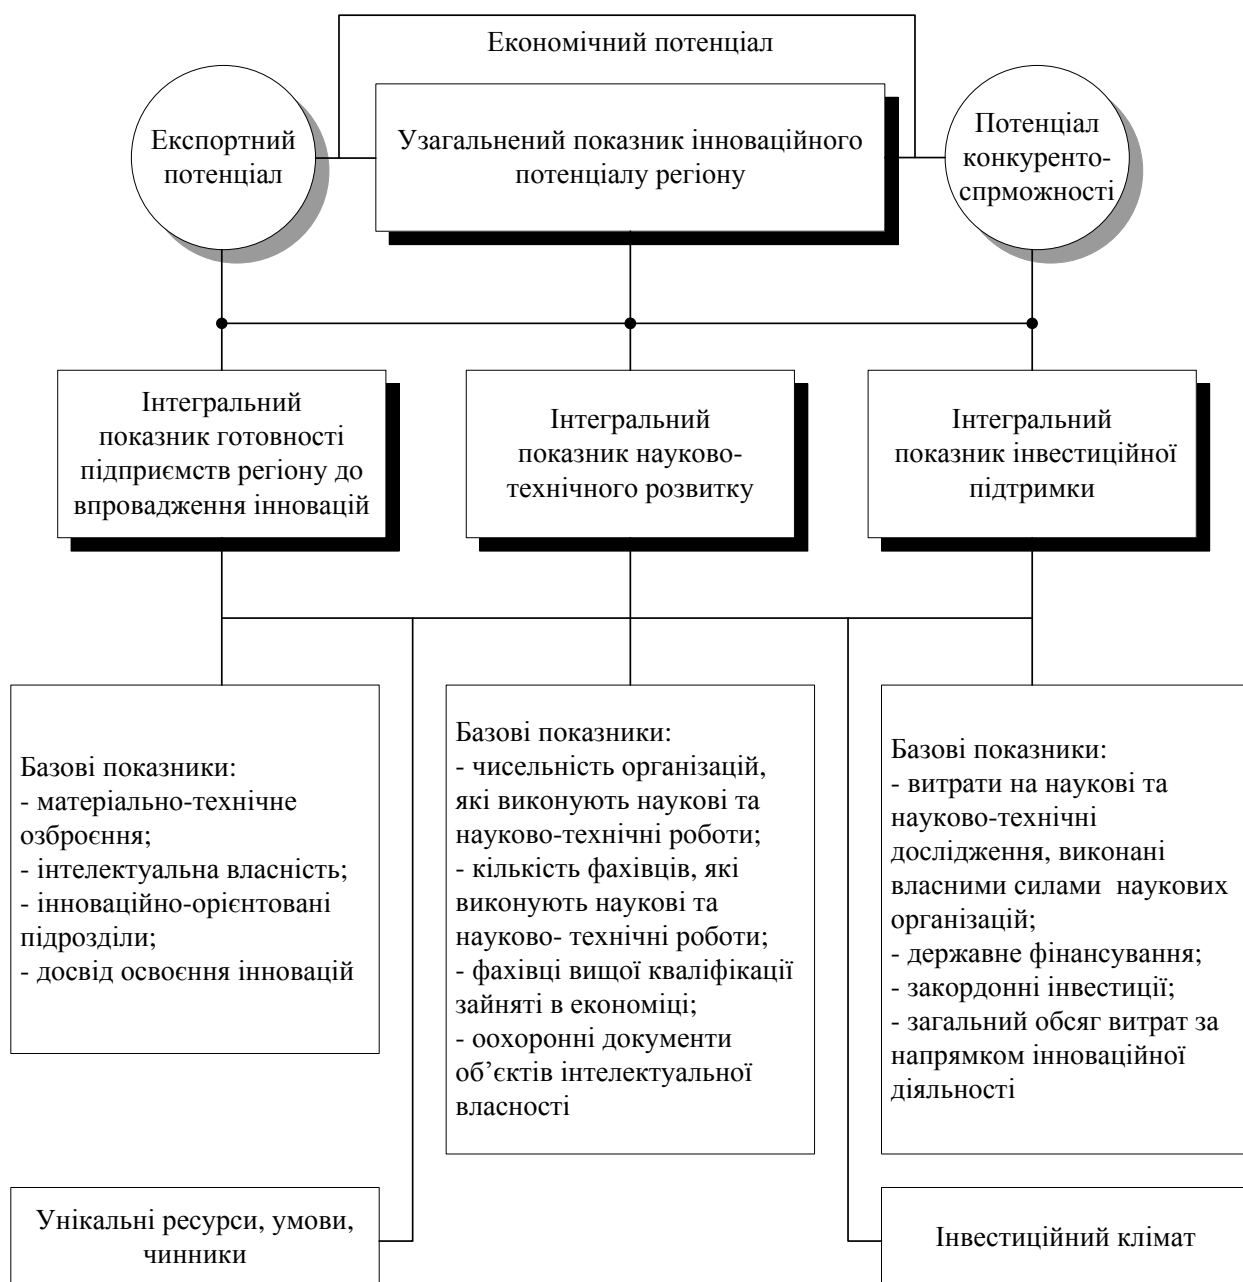 Економічний потенціал
Експортний
потенціал
Узагальнений показник інноваційного
потенціалу регіону
Потенціал
конкуренто-
спрможності
Інтегральний
показник готовності
підприємств регіону до
впровадження інновацій
Інтегральний
показник науково-
технічного розвитку
Інтегральний
показник інвестиційної
підтримки
Базові показники:
- матеріально-технічне
озброєння;
- інтелектуальна власність;
- інноваційно-орієнтовані
підрозділи;
- досвід освоєння інновацій
Базові показники:
- чисельність організацій,
які виконують наукові та
науково-технічні роботи;
- кількість фахівців, які
виконують наукові та
науково- технічні роботи;
- фахівці вищої кваліфікації
зайняті в економіці;
- оохоронні документи
об’єктів інтелектуальної
власності
Базові показники:
- витрати на наукові та
науково-технічні
дослідження, виконані
власними силами  наукових
організацій;
- державне фінансування;
- закордонні інвестиції;
- загальний обсяг витрат за
напрямком інноваційної
діяльності
Унікальні ресурси, умови,
чинники
Інвестиційний клімат